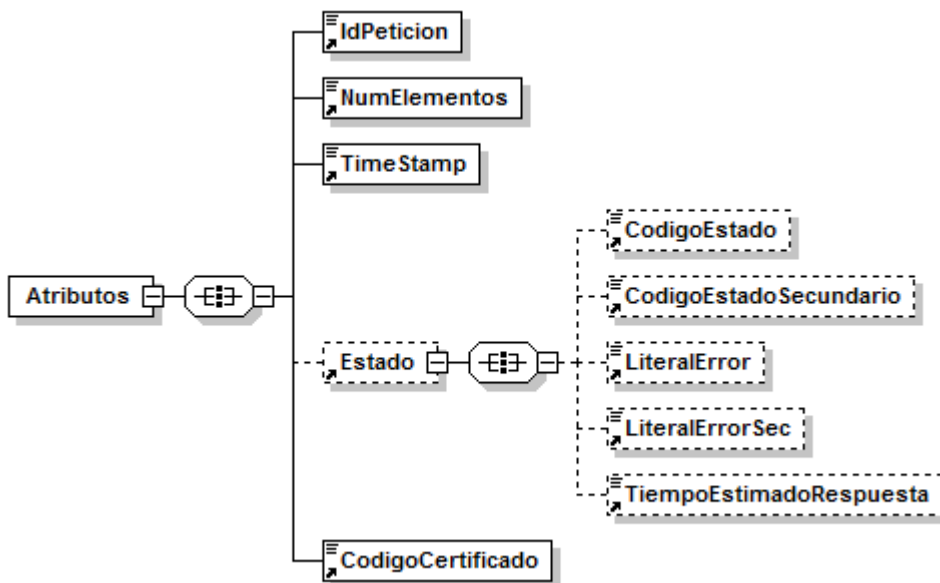 IdPeticion
NumElementos
TimeStamp
Atributos
Estado
CodigoEstado
CodigoEstadoSecundario
LiteralError
LiteralErrorSec
TiempoEstimadoRespuesta
CodigoCertificado